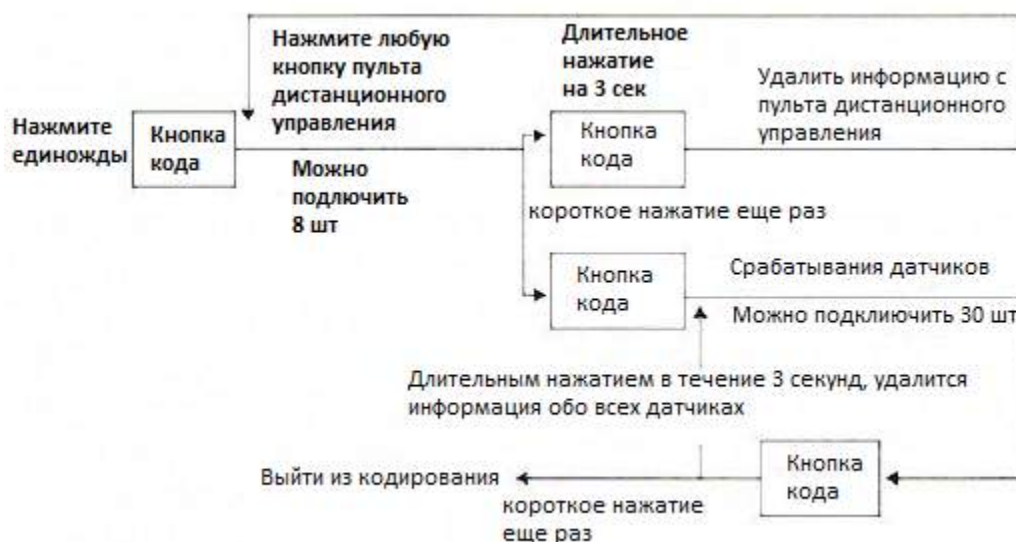 Нажмите любую
кнопку пульта
дистанционного
управления
Длительное
нажатие
на 3 сек
Удалить информацию с
пульта дистанционного
управления
Нажмите
единожды
Кнопка
кода
Кнопка
кода
Можно
подлючить
8 шт
короткое нажатие еще раз
Кнопка
кода
Срабатывания датчиков
Можно подклиючить 30 шт
Длительным нажатием в течение 3 секунд, удалится
информация обо всех датчиках
Выйти из кодирования
короткое нажатие
еще раз
Кнопка
кода